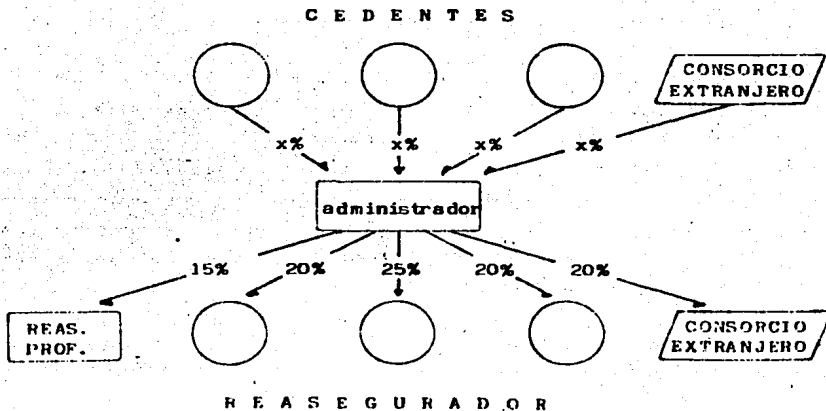 CEDENTES
CONSORCIO
EXTRANJERO
x% x% x% x%
administrador
15% 20% 25% 20% 20%
REAS.
PROF.
CONSORCIO
EXTRANJERO
REASEGURADOR